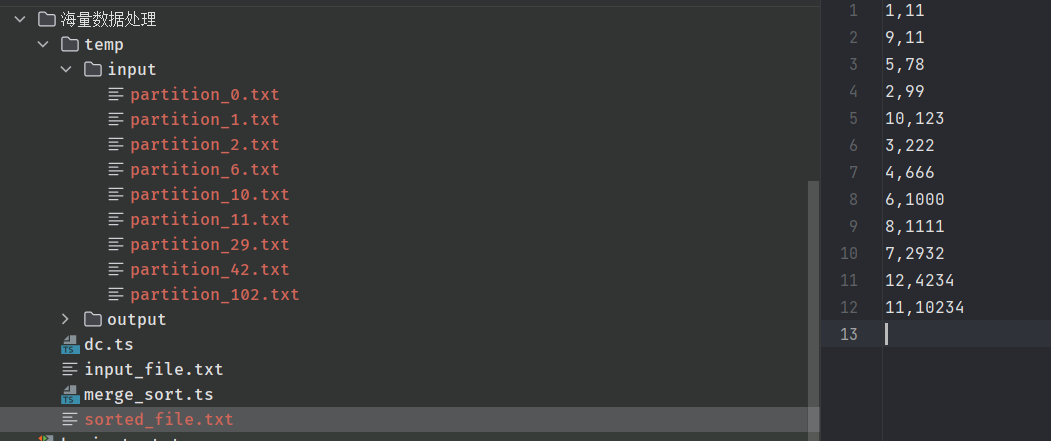 海量数据处理
temp
input
partition_0.txt
partition_1.txt
partition_2.txt
partition_6.txt
partition_10.txt
partition_11.txt
partition_29.txt
partition_42.txt
partition_102.txt
output
TS dc.ts
input_file.txt
TS merge_sort.ts
sorted_file.txt
1 1,11
2 9,11
3 5,78
4 2,99
5 10,123
6 3,222
7 4,666
8 6,1000
9 8,1111
10 7,2932
11 12,4234
12 11,10234
13